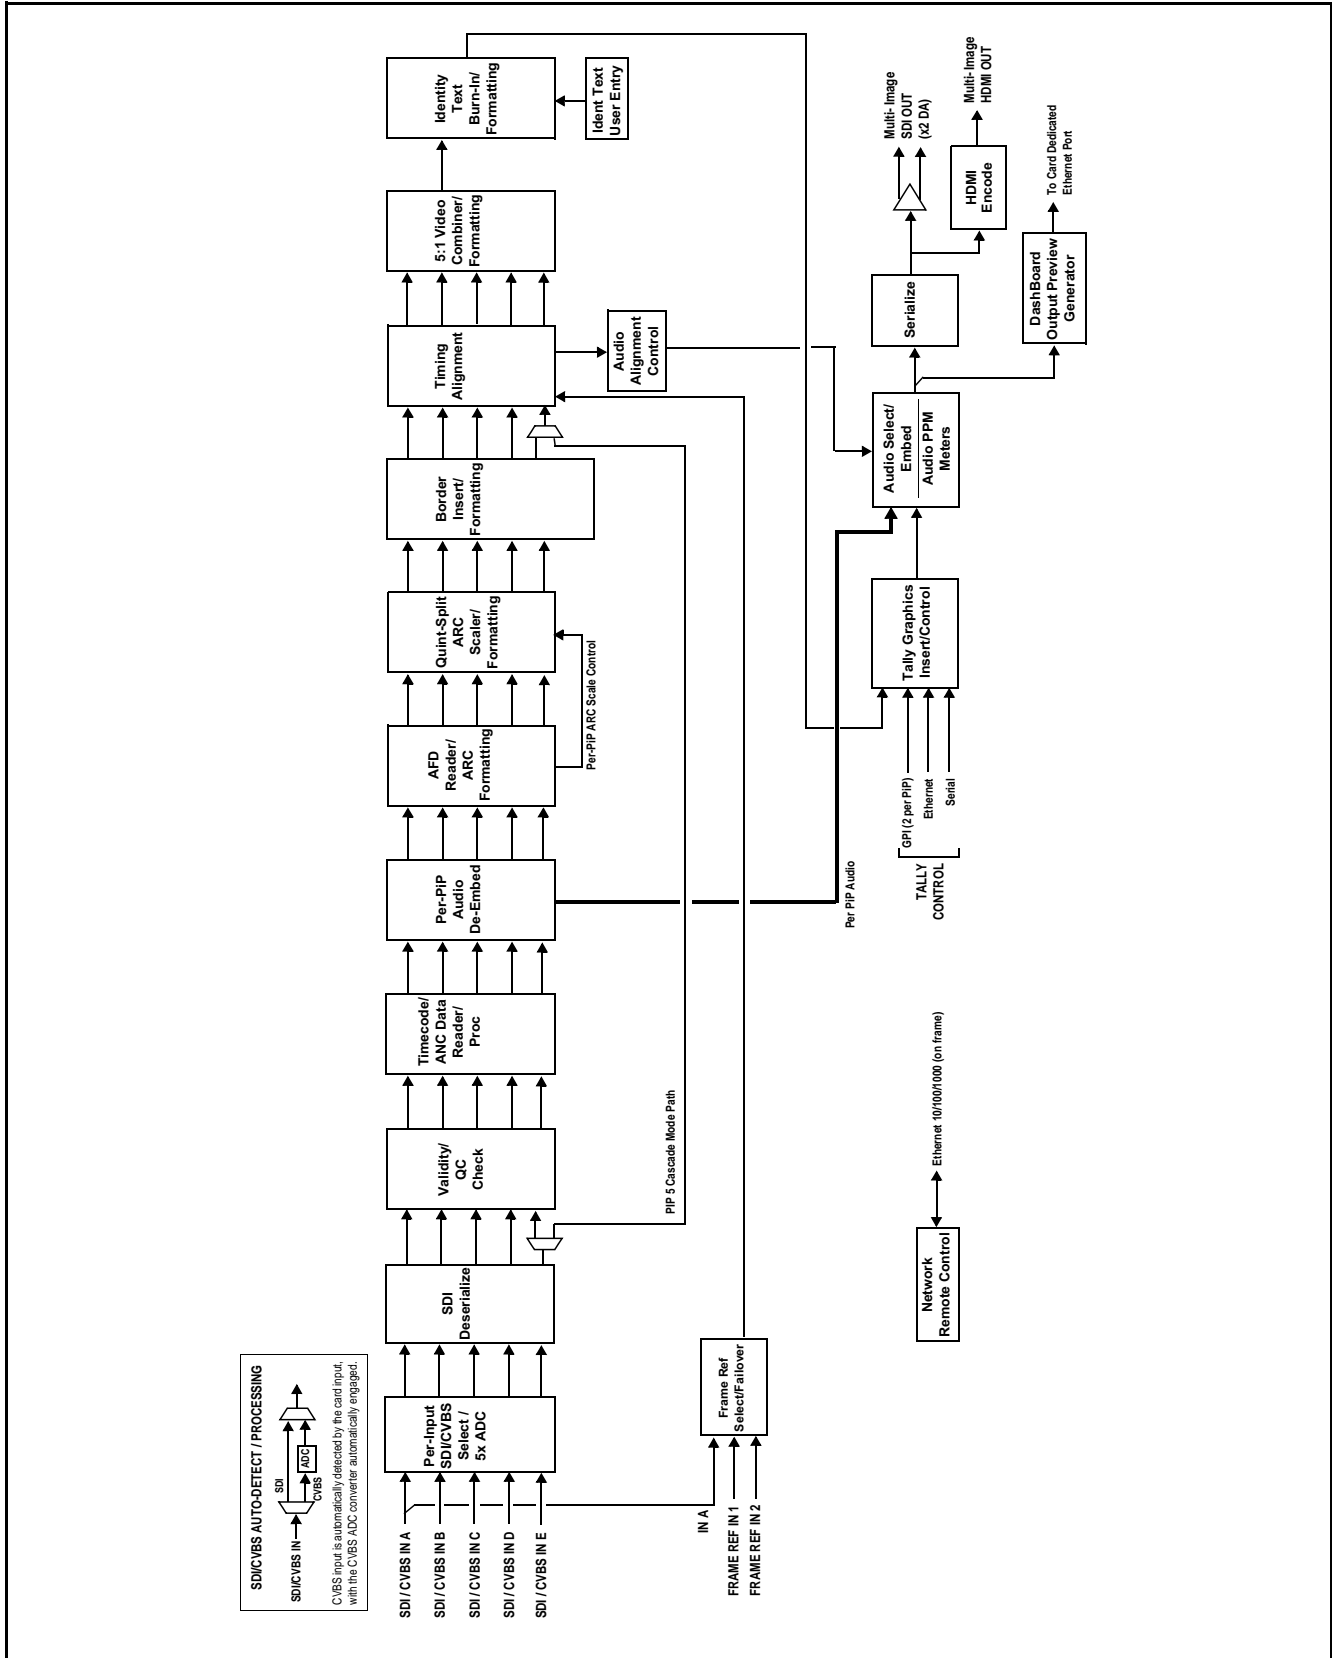 SDI/CVBS AUTO-DETECT / PROCESSING
SDI/CVBS IN
SDI
CVBS
ADC
CVBS input is automatically detected by the card input,
with the CVBS ADC converter automatically engaged.
SDI / CVBS IN A
SDI / CVBS IN B
SDI / CVBS IN C
SDI / CVBS IN D
SDI / CVBS IN E
Per-Input
SDI/CVBS
Select /
5x ADC
SDI
Deserialize
Validity/
QC
Check
Timecode/
ANC Data
Reader/
Proc
Per-PiP
Audio
De-Embed
AFD
Reader/
ARC
Formatting
Quint-Split
ARC
Scaler/
Formatting
Border
Insert/
Formatting
Timing
Alignment
5:1 Video
Combiner/
Formatting
Identity
Text
Burn-In/
Formatting
Ident Text
User Entry
Audio
Alignment
Control
Per-PiP ARC Scale Control
PIP 5 Cascade Mode Path
IN A
FRAME REF IN 1
FRAME REF IN 2
Frame Ref
Select/Failover
Per PiP Audio
TALLY
CONTROL
GPI (2 per PiP)
Ethernet
Serial
Tally Graphics
Insert/Control
Audio Select/
Embed
Audio PPM
Meters
Serialize
Multi- Image
SDI OUT
(x2 DA)
HDMI
Encode
Multi- Image
HDMI OUT
DashBoard
Output Preview
Generator
To Card Dedicated
Ethernet Port
Network
Remote Control
Ethernet 10/100/1000 (on frame)